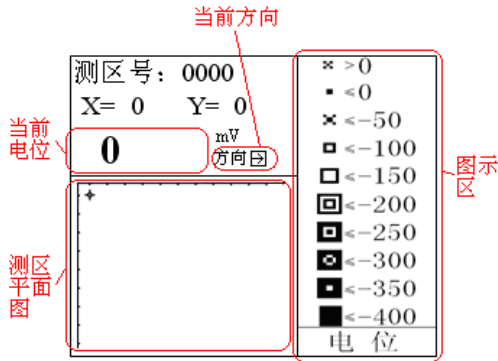 当前方向
测区号：0000
X= 0 Y= 0
当前
电位
0
mV
方向
测区
平面
图
>0
≤0
≤-50
≤-100
≤-150
≤-200
≤-250
≤-300
≤-350
≤-400
电 位
图示
区